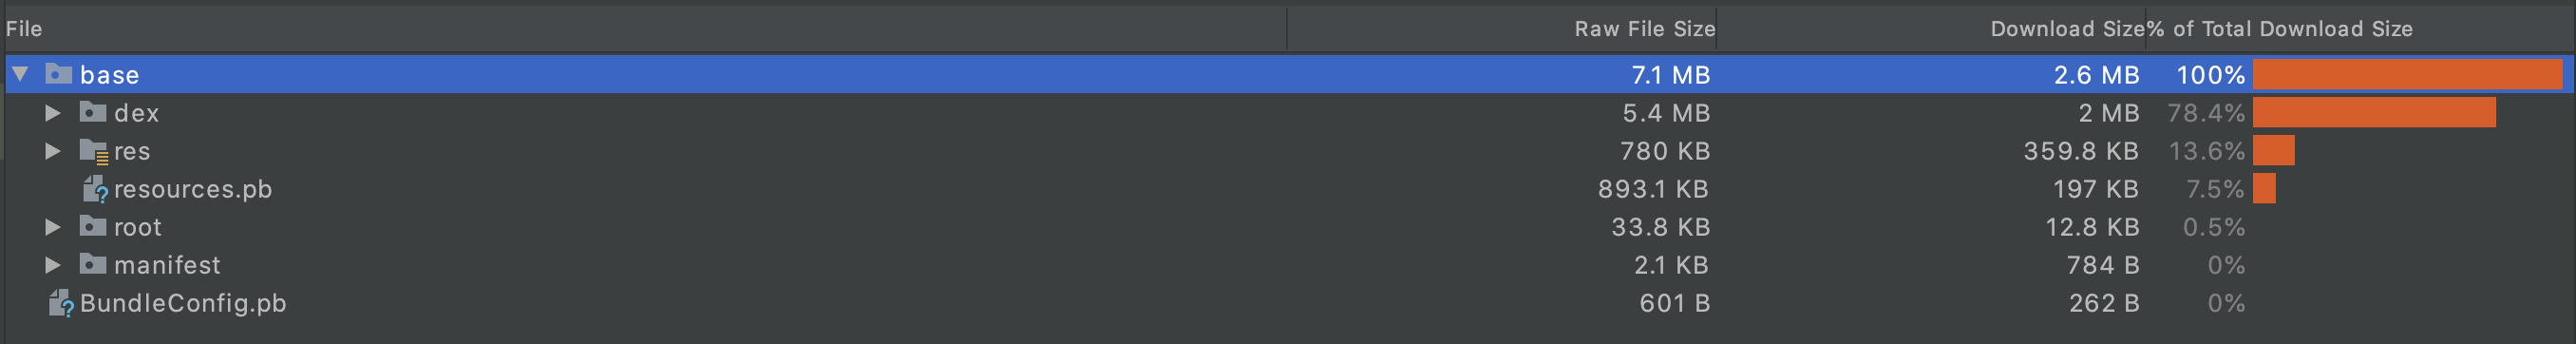 File Raw File Size Download Size % of Total Download Size
base 7.1 MB 2.6 MB 100%
dex 5.4 MB 2 MB 78.4%
res 780 KB 359.8 KB 13.6%
resources.pb 893.1 KB 197 KB 7.5%
root 33.8 KB 12.8 KB 0.5%
manifest 2.1 KB 784 B 0%
BundleConfig.pb 601 B 262 B 0%